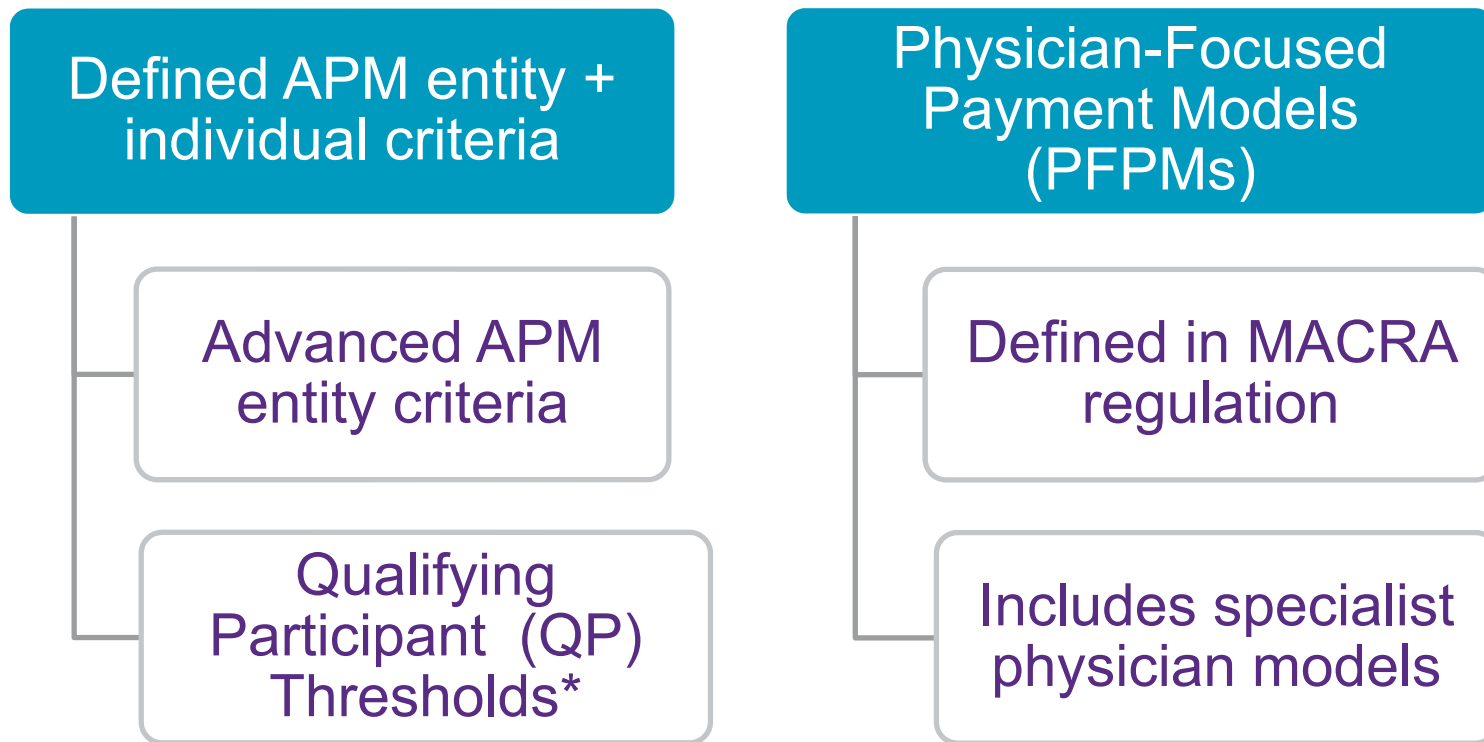 Defined APM entity +
individual criteria
Advanced APM
entity criteria
Qualifying
Participant  (QP)
Thresholds*
Physician-Focused
Payment Models
(PFPMs)
Defined in MACRA
regulation
Includes specialist
physician models